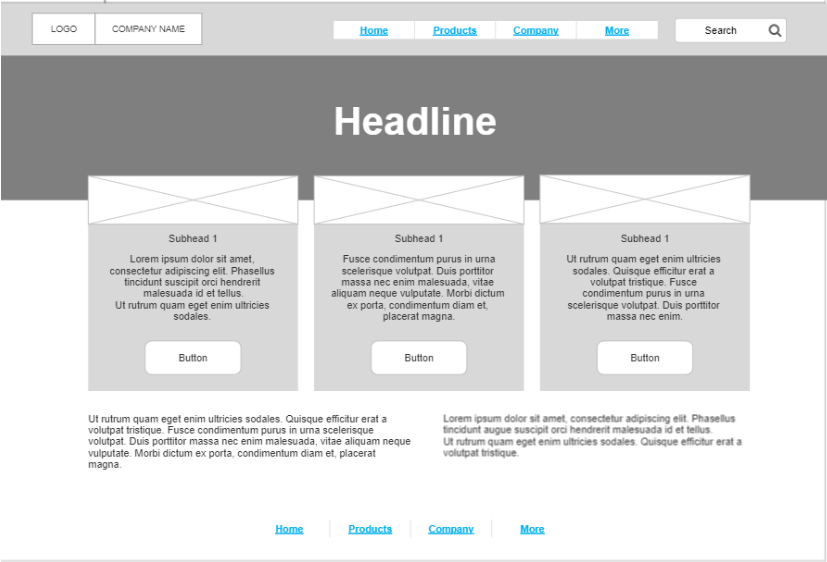 LOGO
COMPANY NAME
Home
Products
Company
More
Search
Headline
Subhead 1
Lorem ipsum dolor sit amet,
consectetur adipiscing elit. Phasellus
tincidunt suscipit orci hendrerit
malesuada id et tellus.
Ut rutrum quam eget enim ultricies
sodales.
Button
Subhead 1
Fusce condimentum purus in urna
scelerisque volutpat. Duis porttitor
massa nec enim malesuada, vitae
aliquam neque vulputate. Morbi dictum
ex porta, condimentum diam et,
placerat magna.
Button
Subhead 1
Ut rutrum quam eget enim ultricies
sodales. Quisque efficitur erat a
volutpat tristique. Fusce
condimentum purus in urna
scelerisque volutpat. Duis porttitor
massa nec enim.
Button
Ut rutrum quam eget enim ultricies sodales. Quisque efficitur erat a
volutpat tristique. Fusce condimentum purus in urna scelerisque
volutpat. Duis porttitor massa nec enim malesuada, vitae aliquam neque
vulputate. Morbi dictum ex porta, condimentum diam et, placerat
magna.
Lorem ipsum dolor sit amet, consectetur adipiscing elit. Phasellus
tincidunt augue suscipit orci hendrerit malesuada id et tellus.
Ut rutrum quam eget enim ultricies sodales. Quisque efficitur erat a
volutpat tristique.
Home
Products
Company
More